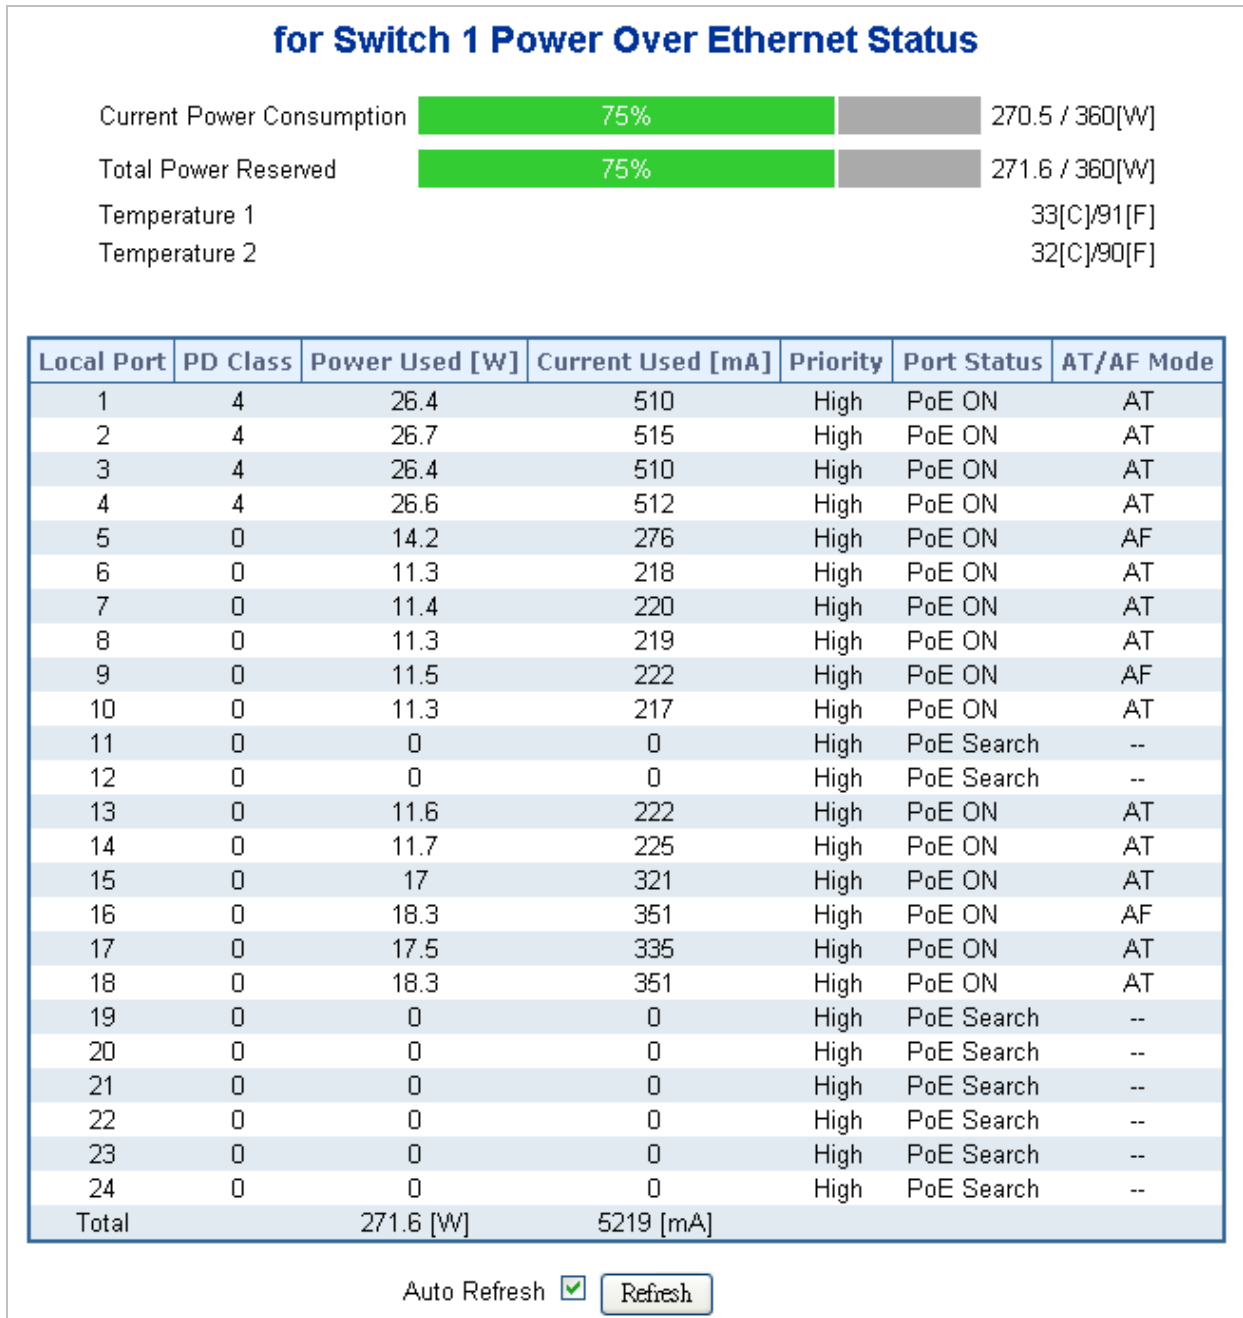 for Switch 1 Power Over Ethernet Status
Current Power Consumption 75% 270.5 / 360[W]
Total Power Reserved 75% 271.6 / 360[W]
Temperature 1 33[C]/91[F]
Temperature 2 32[C]/90[F]
Local Port PD Class Power Used [W] Current Used [mA] Priority Port Status AT/AF Mode
1 4 26.4 510 High PoE ON AT
2 4 26.7 515 High PoE ON AT
3 4 26.4 510 High PoE ON AT
4 4 26.6 512 High PoE ON AT
5 0 14.2 276 High PoE ON AF
6 0 11.3 218 High PoE ON AT
7 0 11.4 220 High PoE ON AT
8 0 11.3 219 High PoE ON AT
9 0 11.5 222 High PoE ON AF
10 0 11.3 217 High PoE ON AT
11 0 0 0 High PoE Search --
12 0 0 0 High PoE Search --
13 0 11.6 222 High PoE ON AT
14 0 11.7 225 High PoE ON AT
15 0 17 321 High PoE ON AT
16 0 18.3 351 High PoE ON AF
17 0 17.5 335 High PoE ON AT
18 0 18.3 351 High PoE ON AT
19 0 0 0 High PoE Search --
20 0 0 0 High PoE Search --
21 0 0 0 High PoE Search --
22 0 0 0 High PoE Search --
23 0 0 0 High PoE Search --
24 0 0 0 High PoE Search --
Total 271.6 [W] 5219 [mA]
Auto Refresh Refresh